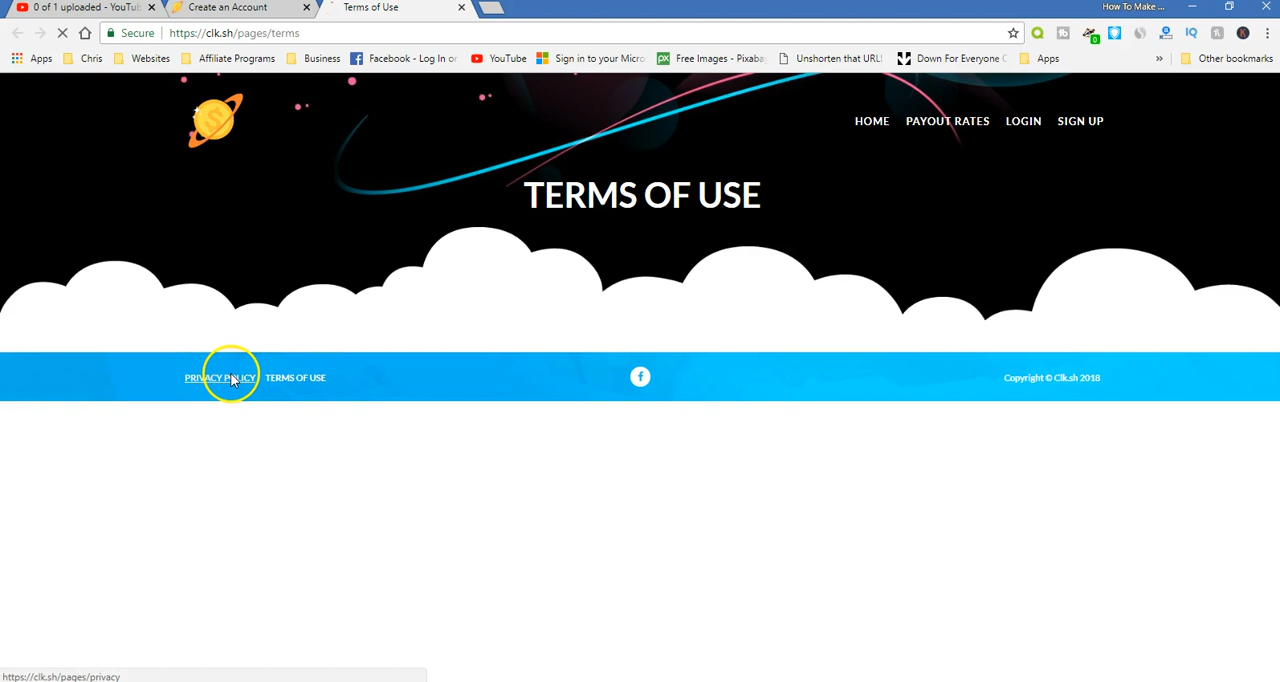 0 of 1 uploaded - YouTu
Create an Account
Terms of Use
How To Make ...
Secure
https://clk.sh/pages/terms
Apps
Chris
Websites
Affiliate Programs
Business
Facebook - Log In or
YouTube
Sign in to your Micro
Free Images - Pixaba
Unshorten that URL!
Down For Everyone
Apps
»
Other bookmarks
HOME
PAYOUT RATES
LOGIN
SIGN UP
TERMS OF USE
PRIVACY POLICY
TERMS OF USE
Copyright © Clk.sh 2018
https://clk.sh/pages/privacy